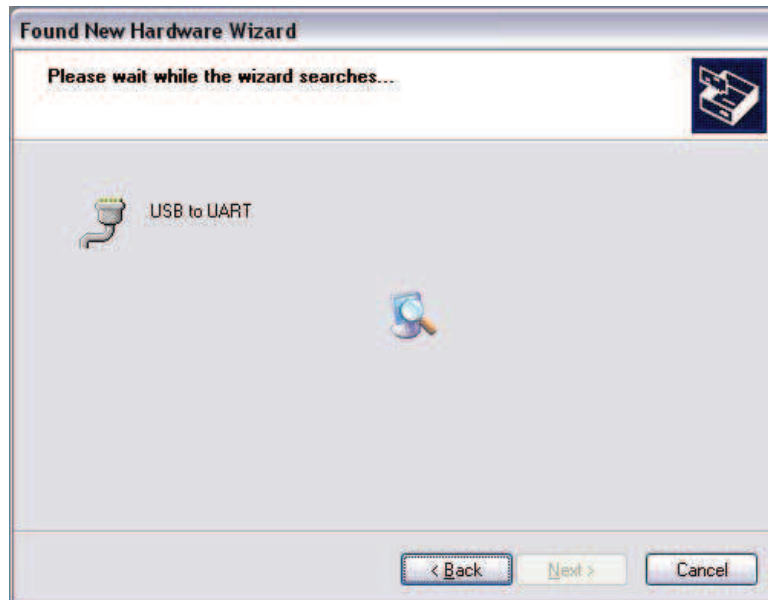 Found New Hardware Wizard
Please wait while the wizard searches...
USB to UART
< Back Next > Cancel